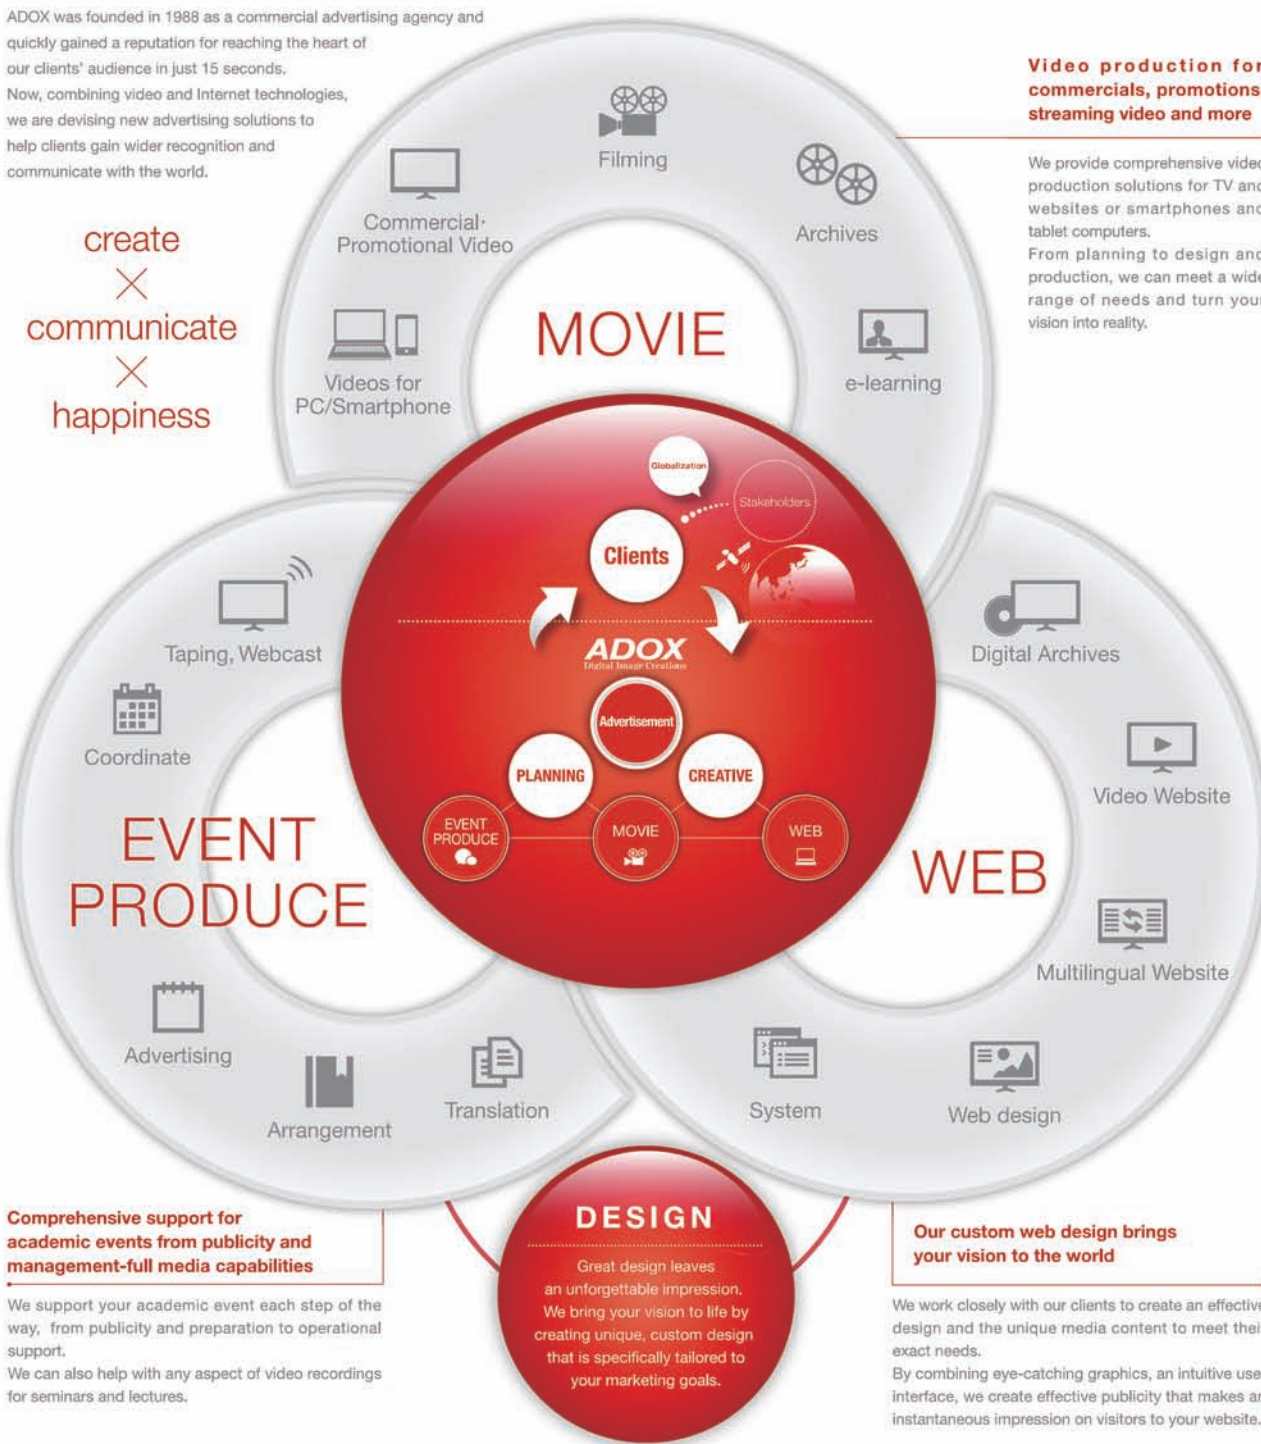 ADOX was founded in 1988 as a commercial advertising agency and
quickly gained a reputation for reaching the heart of
our clients' audience in just 15 seconds.
Now, combining video and Internet technologies,
we are devising new advertising solutions to
help clients gain wider recognition and
communicate with the world.
create
×
communicate
×
happiness
Video production for
commercials, promotions
streaming video and more
We provide comprehensive video
production solutions for TV and
websites or smartphones and
tablet computers.
From planning to design and
production, we can meet a wide
range of needs and turn your
vision into reality.
Filming
Commercial·
Promotional Video
Archives
Videos for
PC/Smartphone
e-learning
MOVIE
Globalization
Stakeholders
Clients
ADOX
Digital Image Creations
Advertisement
PLANNING
CREATIVE
EVENT
PRODUCE
MOVIE
WEB
Taping, Webcast
Coordinate
EVENT
PRODUCE
Advertising
Arrangement
Translation
Digital Archives
Video Website
WEB
Multilingual Website
System
Web design
Comprehensive support for
academic events from publicity and
management-full media capabilities
We support your academic event each step of the
way, from publicity and preparation to operational
support.
We can also help with any aspect of video recordings
for seminars and lectures.
DESIGN
Great design leaves
an unforgettable impression.
We bring your vision to life by
creating unique, custom design
that is specifically tailored to
your marketing goals.
Our custom web design brings
your vision to the world
We work closely with our clients to create an effective
design and the unique media content to meet their
exact needs.
By combining eye-catching graphics, an intuitive use
interface, we create effective publicity that makes an
instantaneous impression on visitors to your website.